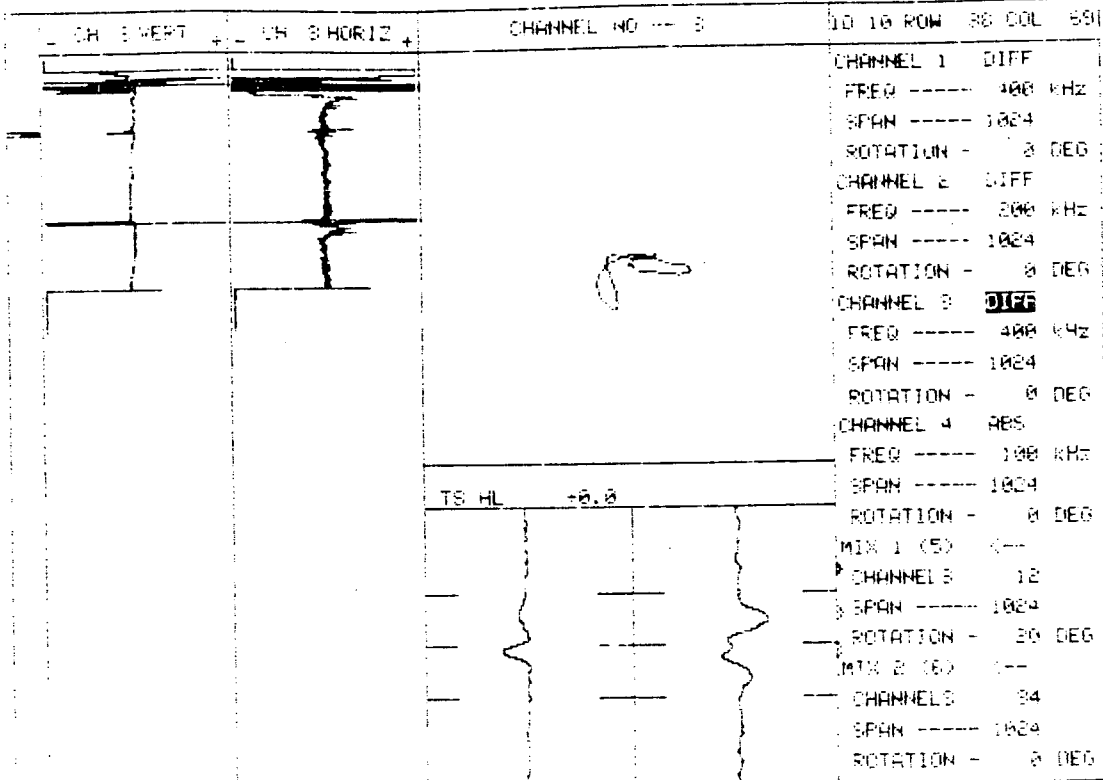 - CH 3 VERT +
- CH 3 HORIZ +
CHANNEL NO -- 3
ID 10 ROW 38 COL 69
CHANNEL 1 DIFF
FREQ ----- 400 kHz
SPAN ----- 1024
ROTATION - 0 DEG
CHANNEL 2 DIFF
FREQ ----- 200 kHz
SPAN ----- 1024
ROTATION - 0 DEG
CHANNEL 3 DIFF
FREQ ----- 400 kHz
SPAN ----- 1024
ROTATION - 0 DEG
CHANNEL 4 ABS
FREQ ----- 100 kHz
SPAN ----- 1024
ROTATION - 0 DEG
MIX 1 (5) <--
CHANNELS 12
SPAN ----- 1024
ROTATION - 30 DEG
MIX 2 (6) <--
CHANNELS 34
SPAN ----- 1024
ROTATION - 0 DEG
TS HL +0.0